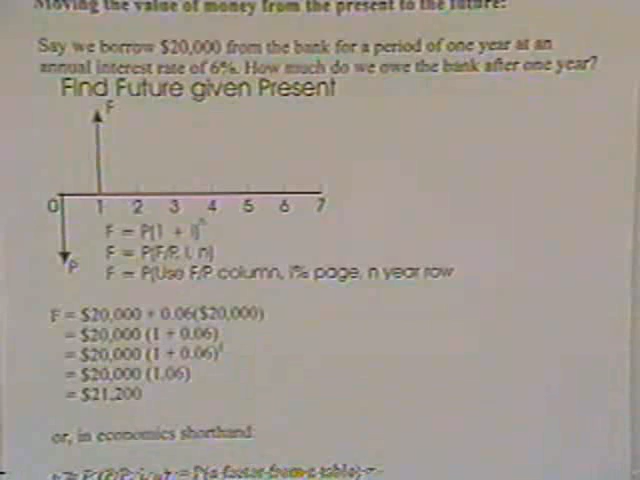 Moving the value of money from the present to the future:
Say we borrow $20,000 from the bank for a period of one year at an
annual interest rate of 6%. How much do we owe the bank after one year?
Find Future given Present
F
0 1 2 3 4 5 6 7
P
F = P(1 + i)^n
F = P(F/P, i, n)
F = P(Use F/P column, i% page, n year row
F = $20,000 + 0.06($20,000)
= $20,000 (1 + 0.06)
= $20,000 (1 + 0.06)¹
= $20,000 (1.06)
= $21,200
or, in economics shorthand
= P(a factor from a table) =